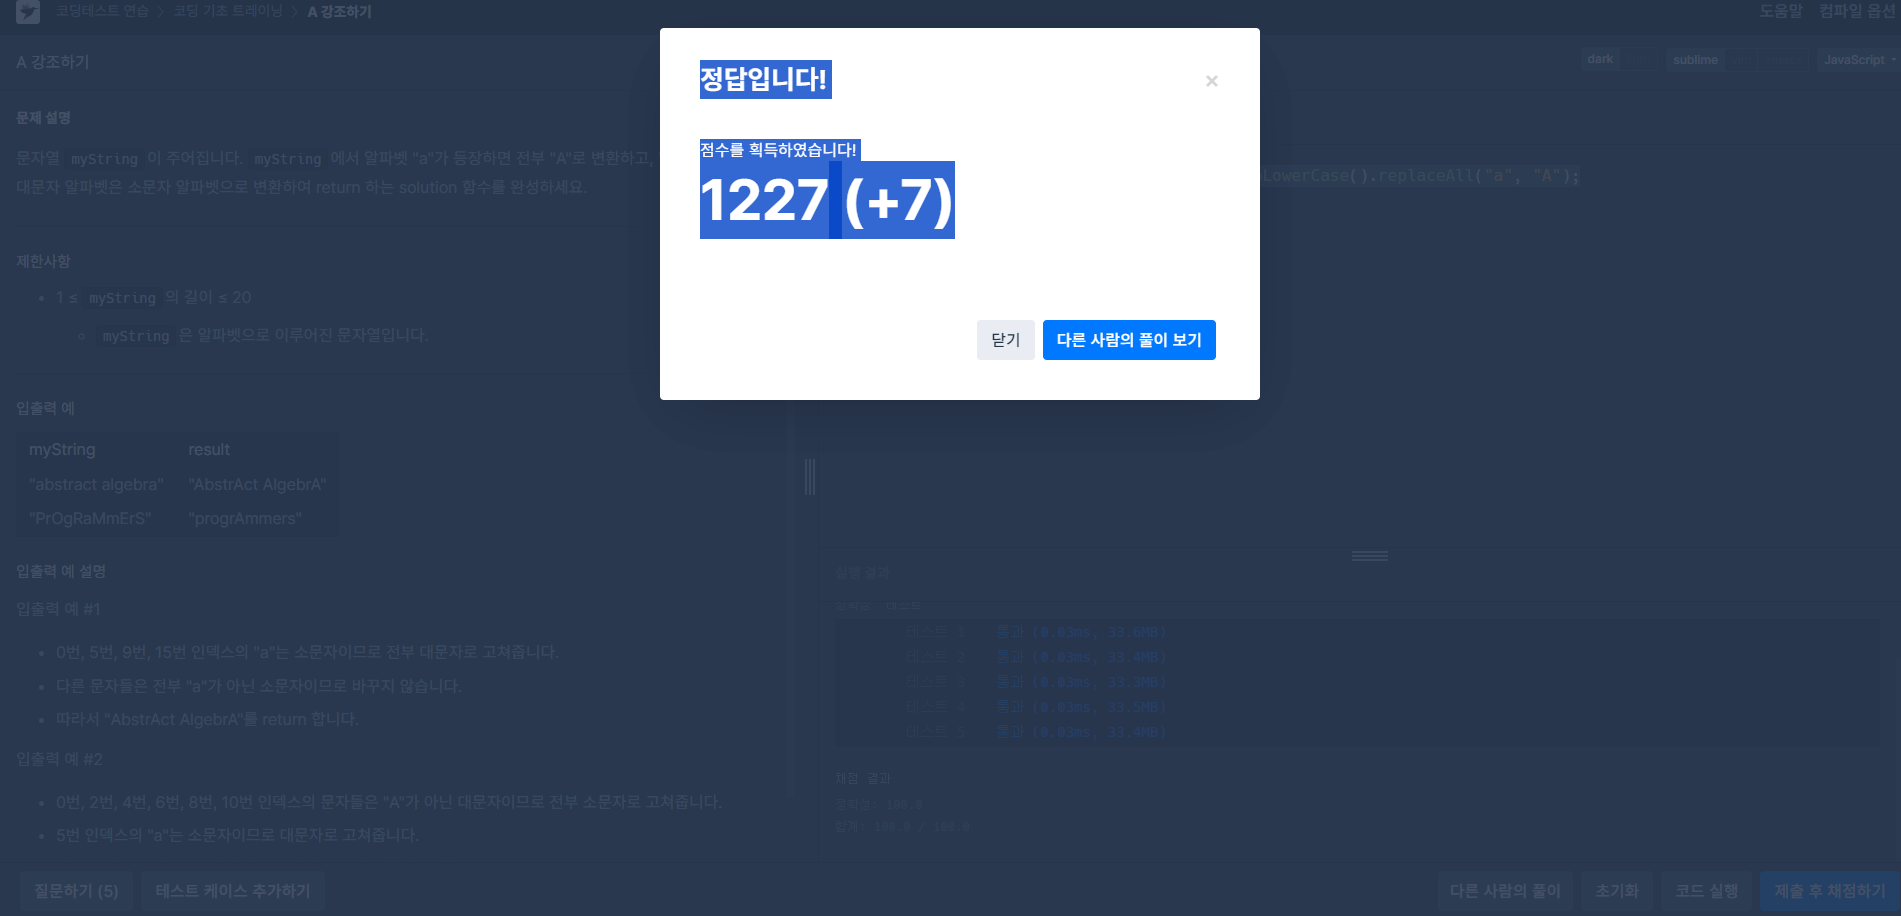 코딩테스트 연습 > 코딩 기초 트레이닝 > A 강조하기
도움말 컴파일 옵션
A 강조하기
dark
sublime
JavaScript
정답입니다!
×
점수를 획득하였습니다!
1227 (+7)
닫기
다른 사람의 풀이 보기
문제 설명
문자열 myString 이 주어집니다. myString 에서 알파벳 "a"가 등장하면 전부 "A"로 변환하고,
대문자 알파벳은 소문자 알파벳으로 변환하여 return 하는 solution 함수를 완성하세요.
제한사항
• 1 ≤ myString 의 길이 ≤ 20
◦ myString 은 알파벳으로 이루어진 문자열입니다.
입출력 예
myString result
"abstract algebra" "AbstrAct AlgebrA"
"PrOgRaMmErS" "progrAmmers"
입출력 예 설명
입출력 예 #1
• 0번, 5번, 9번, 15번 인덱스의 "a"는 소문자이므로 전부 대문자로 고쳐줍니다.
• 다른 문자들은 전부 "a"가 아닌 소문자이므로 바꾸지 않습니다.
• 따라서 "AbstrAct AlgebrA"를 return 합니다.
입출력 예 #2
• 0번, 2번, 4번, 6번, 8번, 10번 인덱스의 문자들은 "A"가 아닌 대문자이므로 전부 소문자로 고쳐줍니다.
• 5번 인덱스의 "a"는 소문자이므로 대문자로 고쳐줍니다.
LowerCase().replaceAll("a", "A");
실행 결과
테스트 1 통과 (0.03ms, 33.6MB)
테스트 2 통과 (0.03ms, 33.4MB)
테스트 3 통과 (0.03ms, 33.3MB)
테스트 4 통과 (0.03ms, 33.5MB)
테스트 5 통과 (0.03ms, 33.4MB)
채점 결과
정확성: 100.0
합계: 100.0 / 100.0
질문하기 (5)
테스트 케이스 추가하기
다른 사람의 풀이
초기화
코드 실행
제출 후 채점하기